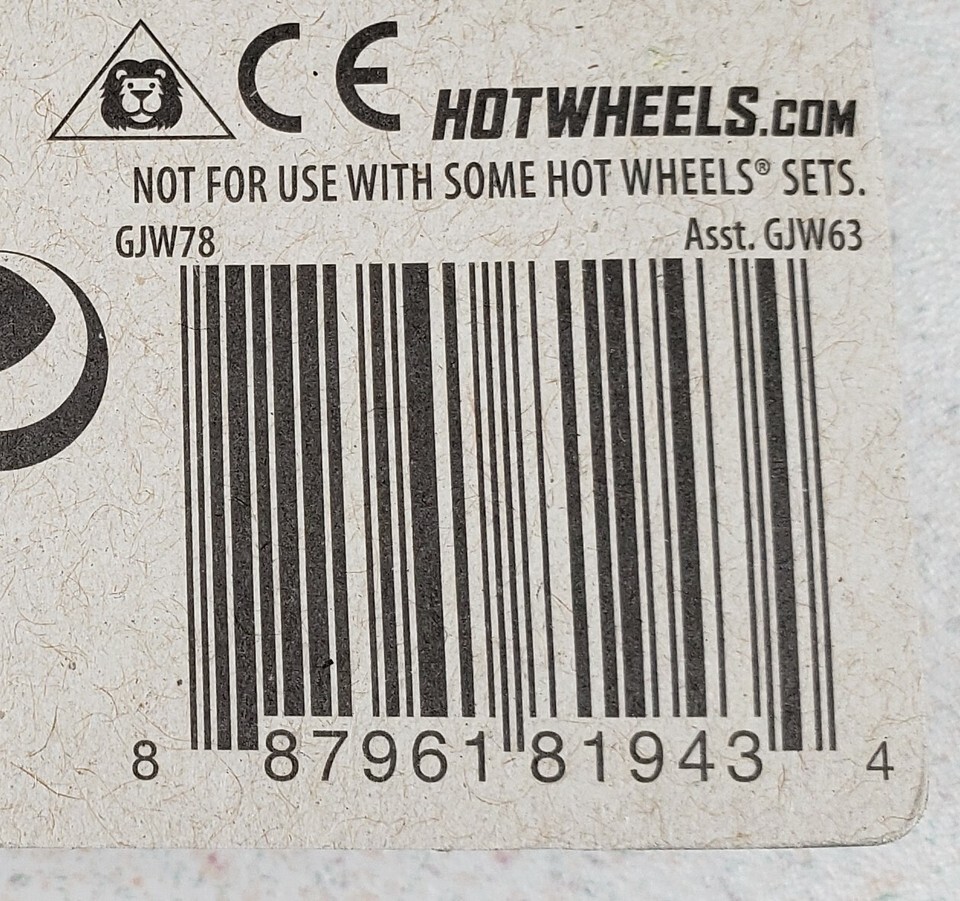 CE HOTWHEELS.COM
NOT FOR USE WITH SOME HOT WHEELS® SETS.
GJW78 Asst. GJW63
8 87961 81943 4